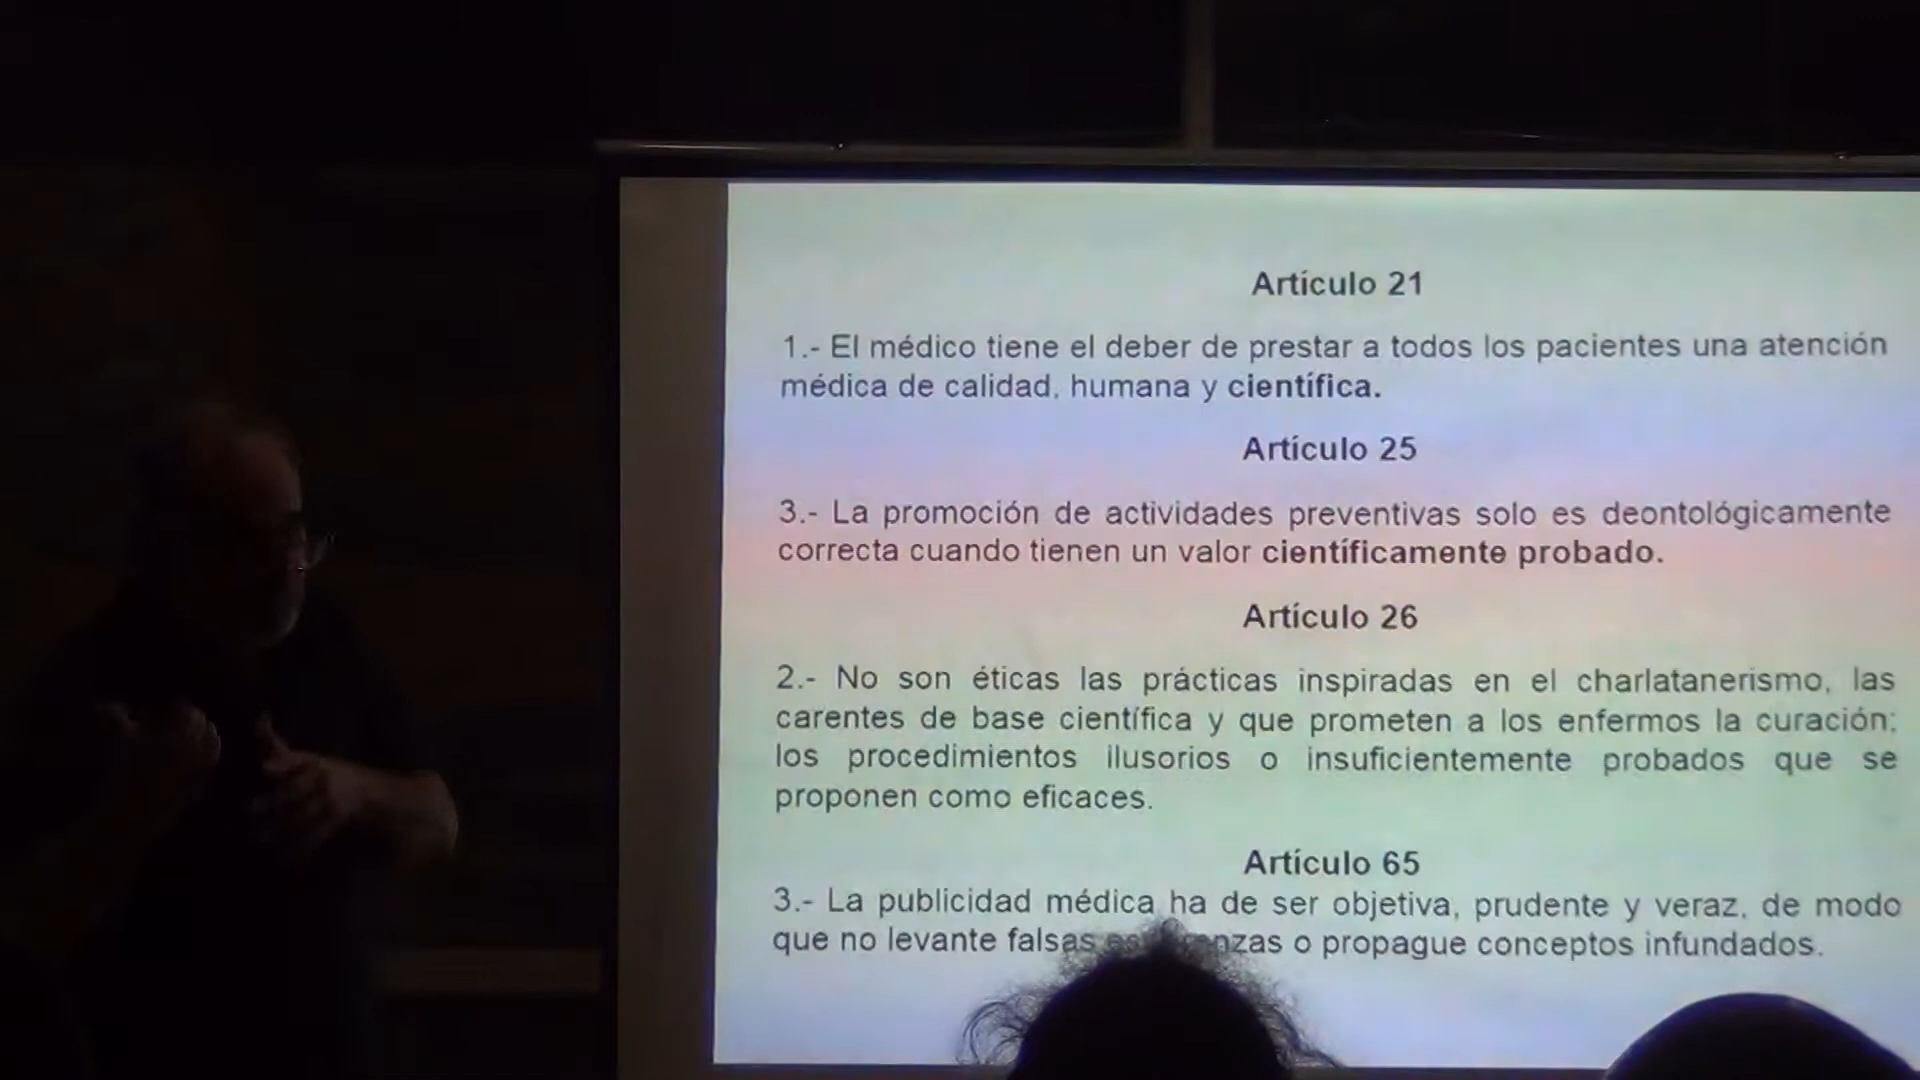 Artículo 21
1.- El médico tiene el deber de prestar a todos los pacientes una atención
médica de calidad, humana y científica.
Artículo 25
3.- La promoción de actividades preventivas solo es deontológicamente
correcta cuando tienen un valor científicamente probado.
Artículo 26
2.- No son éticas las prácticas inspiradas en el charlatanerismo, las
carentes de base científica y que prometen a los enfermos la curación;
los procedimientos ilusorios o insuficientemente probados que se
proponen como eficaces.
Artículo 65
3.- La publicidad médica ha de ser objetiva, prudente y veraz, de modo
que no levante falsas o propague conceptos infundados.